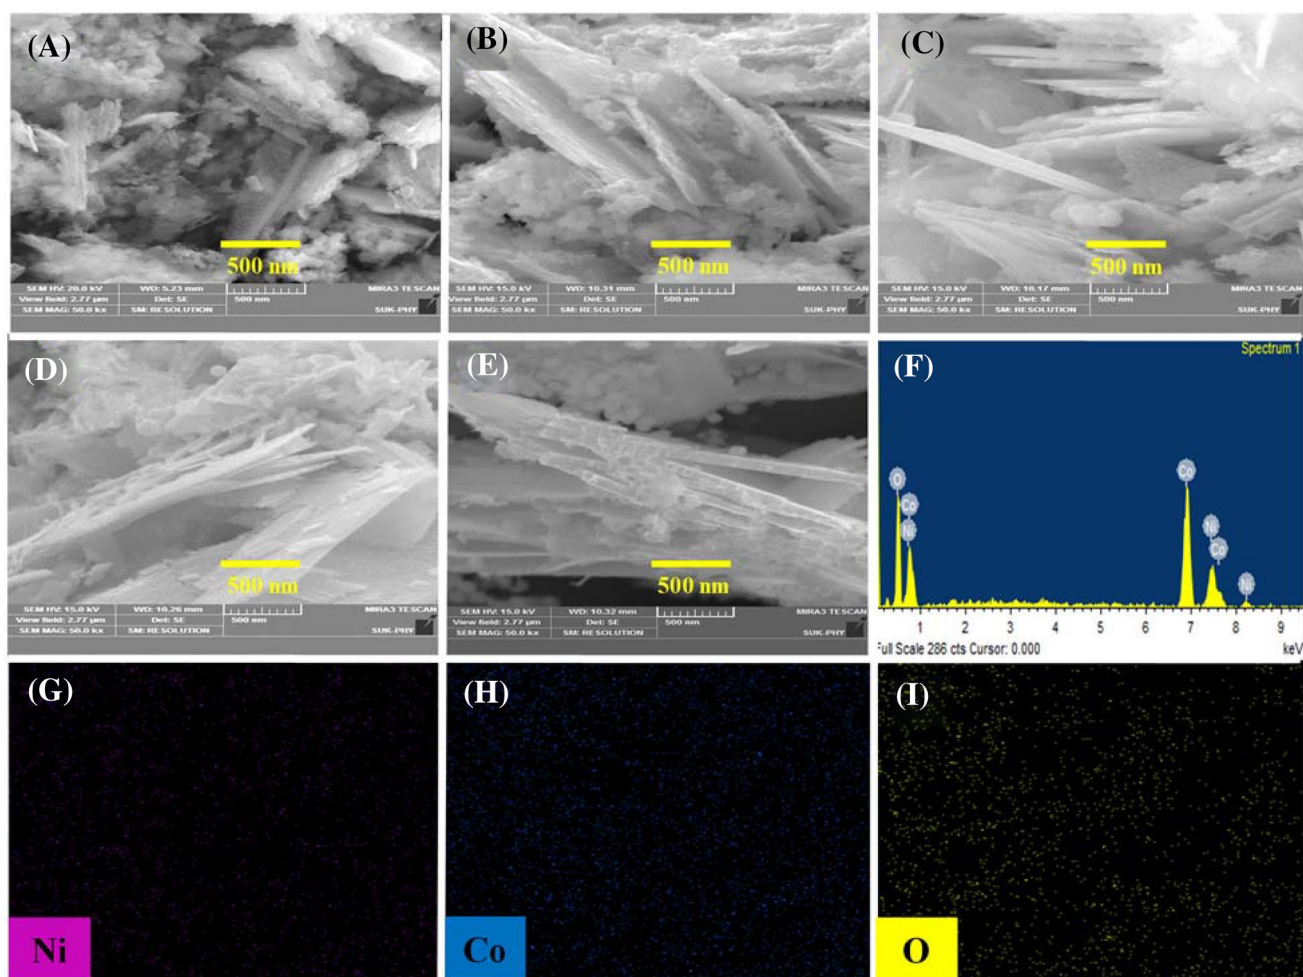 (A)
500 nm
SEM HV: 20.0 kV WD: 5.23 mm MIRA3 TESCAN
View field: 2.77 µm Det: SE 500 nm
SEM MAG: 50.0 kx SM: RESOLUTION SUK-PHY
(B)
500 nm
SEM HV: 15.0 kV WD: 10.31 mm MIRA3 TESCAN
View field: 2.77 µm Det: SE 500 nm
SEM MAG: 50.0 kx SM: RESOLUTION SUK-PHY
(C)
500 nm
SEM HV: 15.0 kV WD: 10.17 mm MIRA3 TESCAN
View field: 2.77 µm Det: SE 500 nm
SEM MAG: 50.0 kx SM: RESOLUTION SUK-PHY
(D)
500 nm
SEM HV: 15.0 kV WD: 10.26 mm MIRA3 TESCAN
View field: 2.77 µm Det: SE 500 nm
SEM MAG: 50.0 kx SM: RESOLUTION SUK-PHY
(E)
500 nm
SEM HV: 15.0 kV WD: 10.32 mm MIRA3 TESCAN
View field: 2.77 µm Det: SE 500 nm
SEM MAG: 50.0 kx SM: RESOLUTION SUK-PHY
(F)
Spectrum 1
O
Co
Ni
Co
Ni
Co
Ni
1 2 3 4 5 6 7 8 9
Full Scale 286 cts Cursor: 0.000 keV
(G)
Ni
(H)
Co
(I)
O